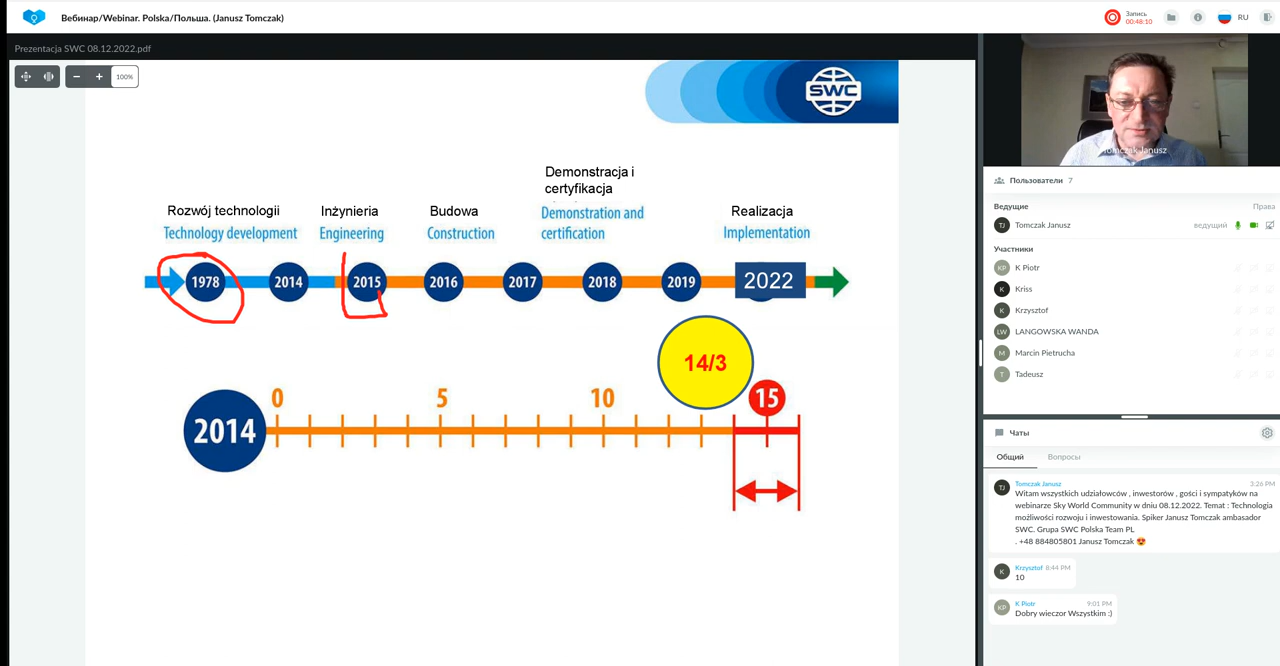 Вебинар/Webinar. Polska/Польша. (Janusz Tomczak)
Запись
00:48:10
RU
Prezentacja SWC 08.12.2022.pdf
100%
SWC
Demonstracja i
certyfikacja
Rozwój technologii
Inżynieria
Budowa
Realizacja
Technology development
Engineering
Construction
Demonstration and
certification
Implementation
1978
2014
2015
2016
2017
2018
2019
2022
14/3
0
5
10
15
2014
Tomczak Janusz
Пользователи 7
Ведущие
Права
TJ
Tomczak Janusz
ведущий
Участники
KP
K Piotr
K
Kriss
K
Krzysztof
LW
LANGOWSKA WANDA
M
Marcin Pietrucha
T
Tadeusz
Чаты
Общий
Вопросы
TJ
Tomczak Janusz
3:26 PM
Witam wszystkich udziałowców , inwestorów , gości i sympatyków na
webinarze Sky World Community w dniu 08.12.2022. Temat : Technologia
możliwości rozwoju i inwestowania. Spiker Janusz Tomczak ambasador
SWC. Grupa SWC Polska Team PL
. +48 884805801 Janusz Tomczak 😍
K
Krzysztof 8:44 PM
10
KP
K Piotr
9:01 PM
Dobry wieczor Wszystkim :)